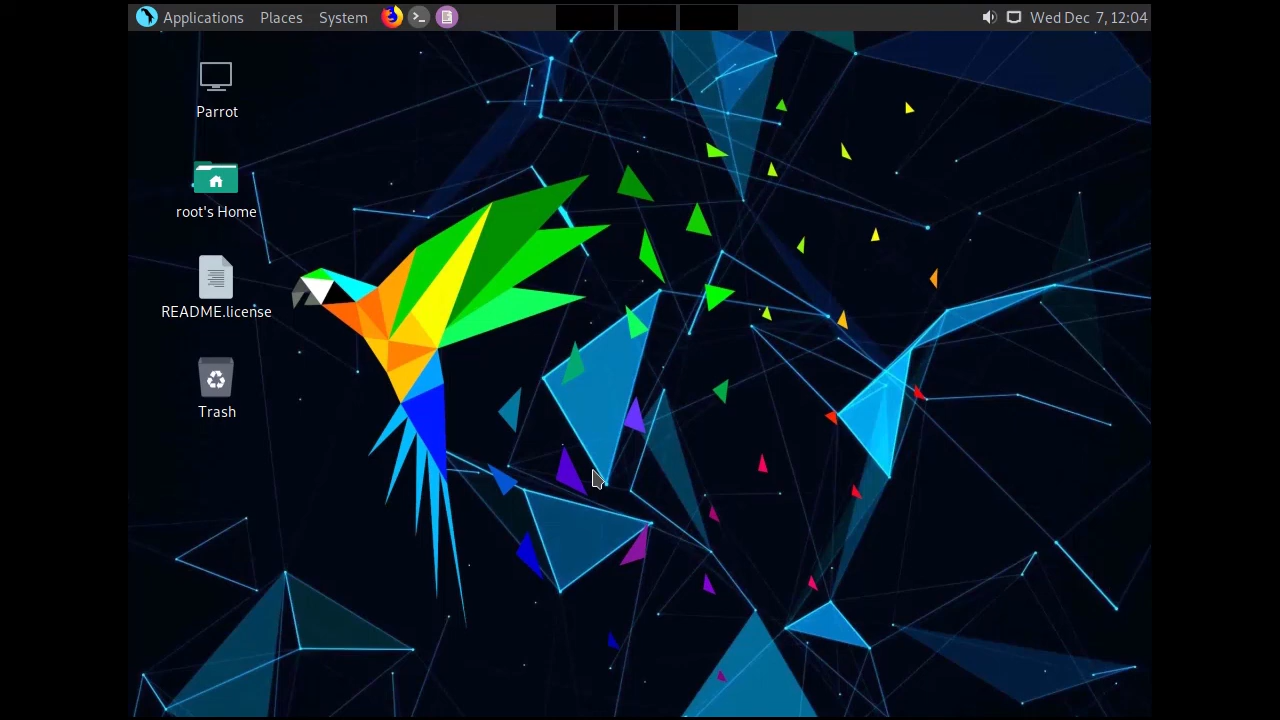 Applications Places System Wed Dec 7, 12:04
Parrot
root's Home
README.license
Trash